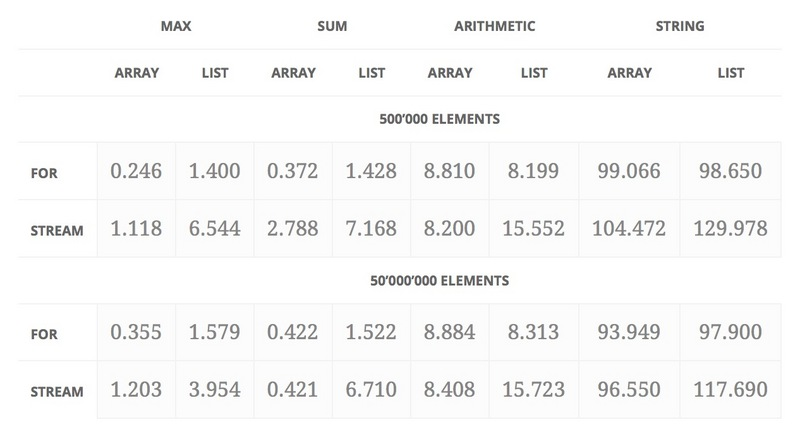 MAX SUM ARITHMETIC STRING
ARRAY LIST ARRAY LIST ARRAY LIST ARRAY LIST
500’000 ELEMENTS
FOR 0.246 1.400 0.372 1.428 8.810 8.199 99.066 98.650
STREAM 1.118 6.544 2.788 7.168 8.200 15.552 104.472 129.978
50’000’000 ELEMENTS
FOR 0.355 1.579 0.422 1.522 8.884 8.313 93.949 97.900
STREAM 1.203 3.954 0.421 6.710 8.408 15.723 96.550 117.690